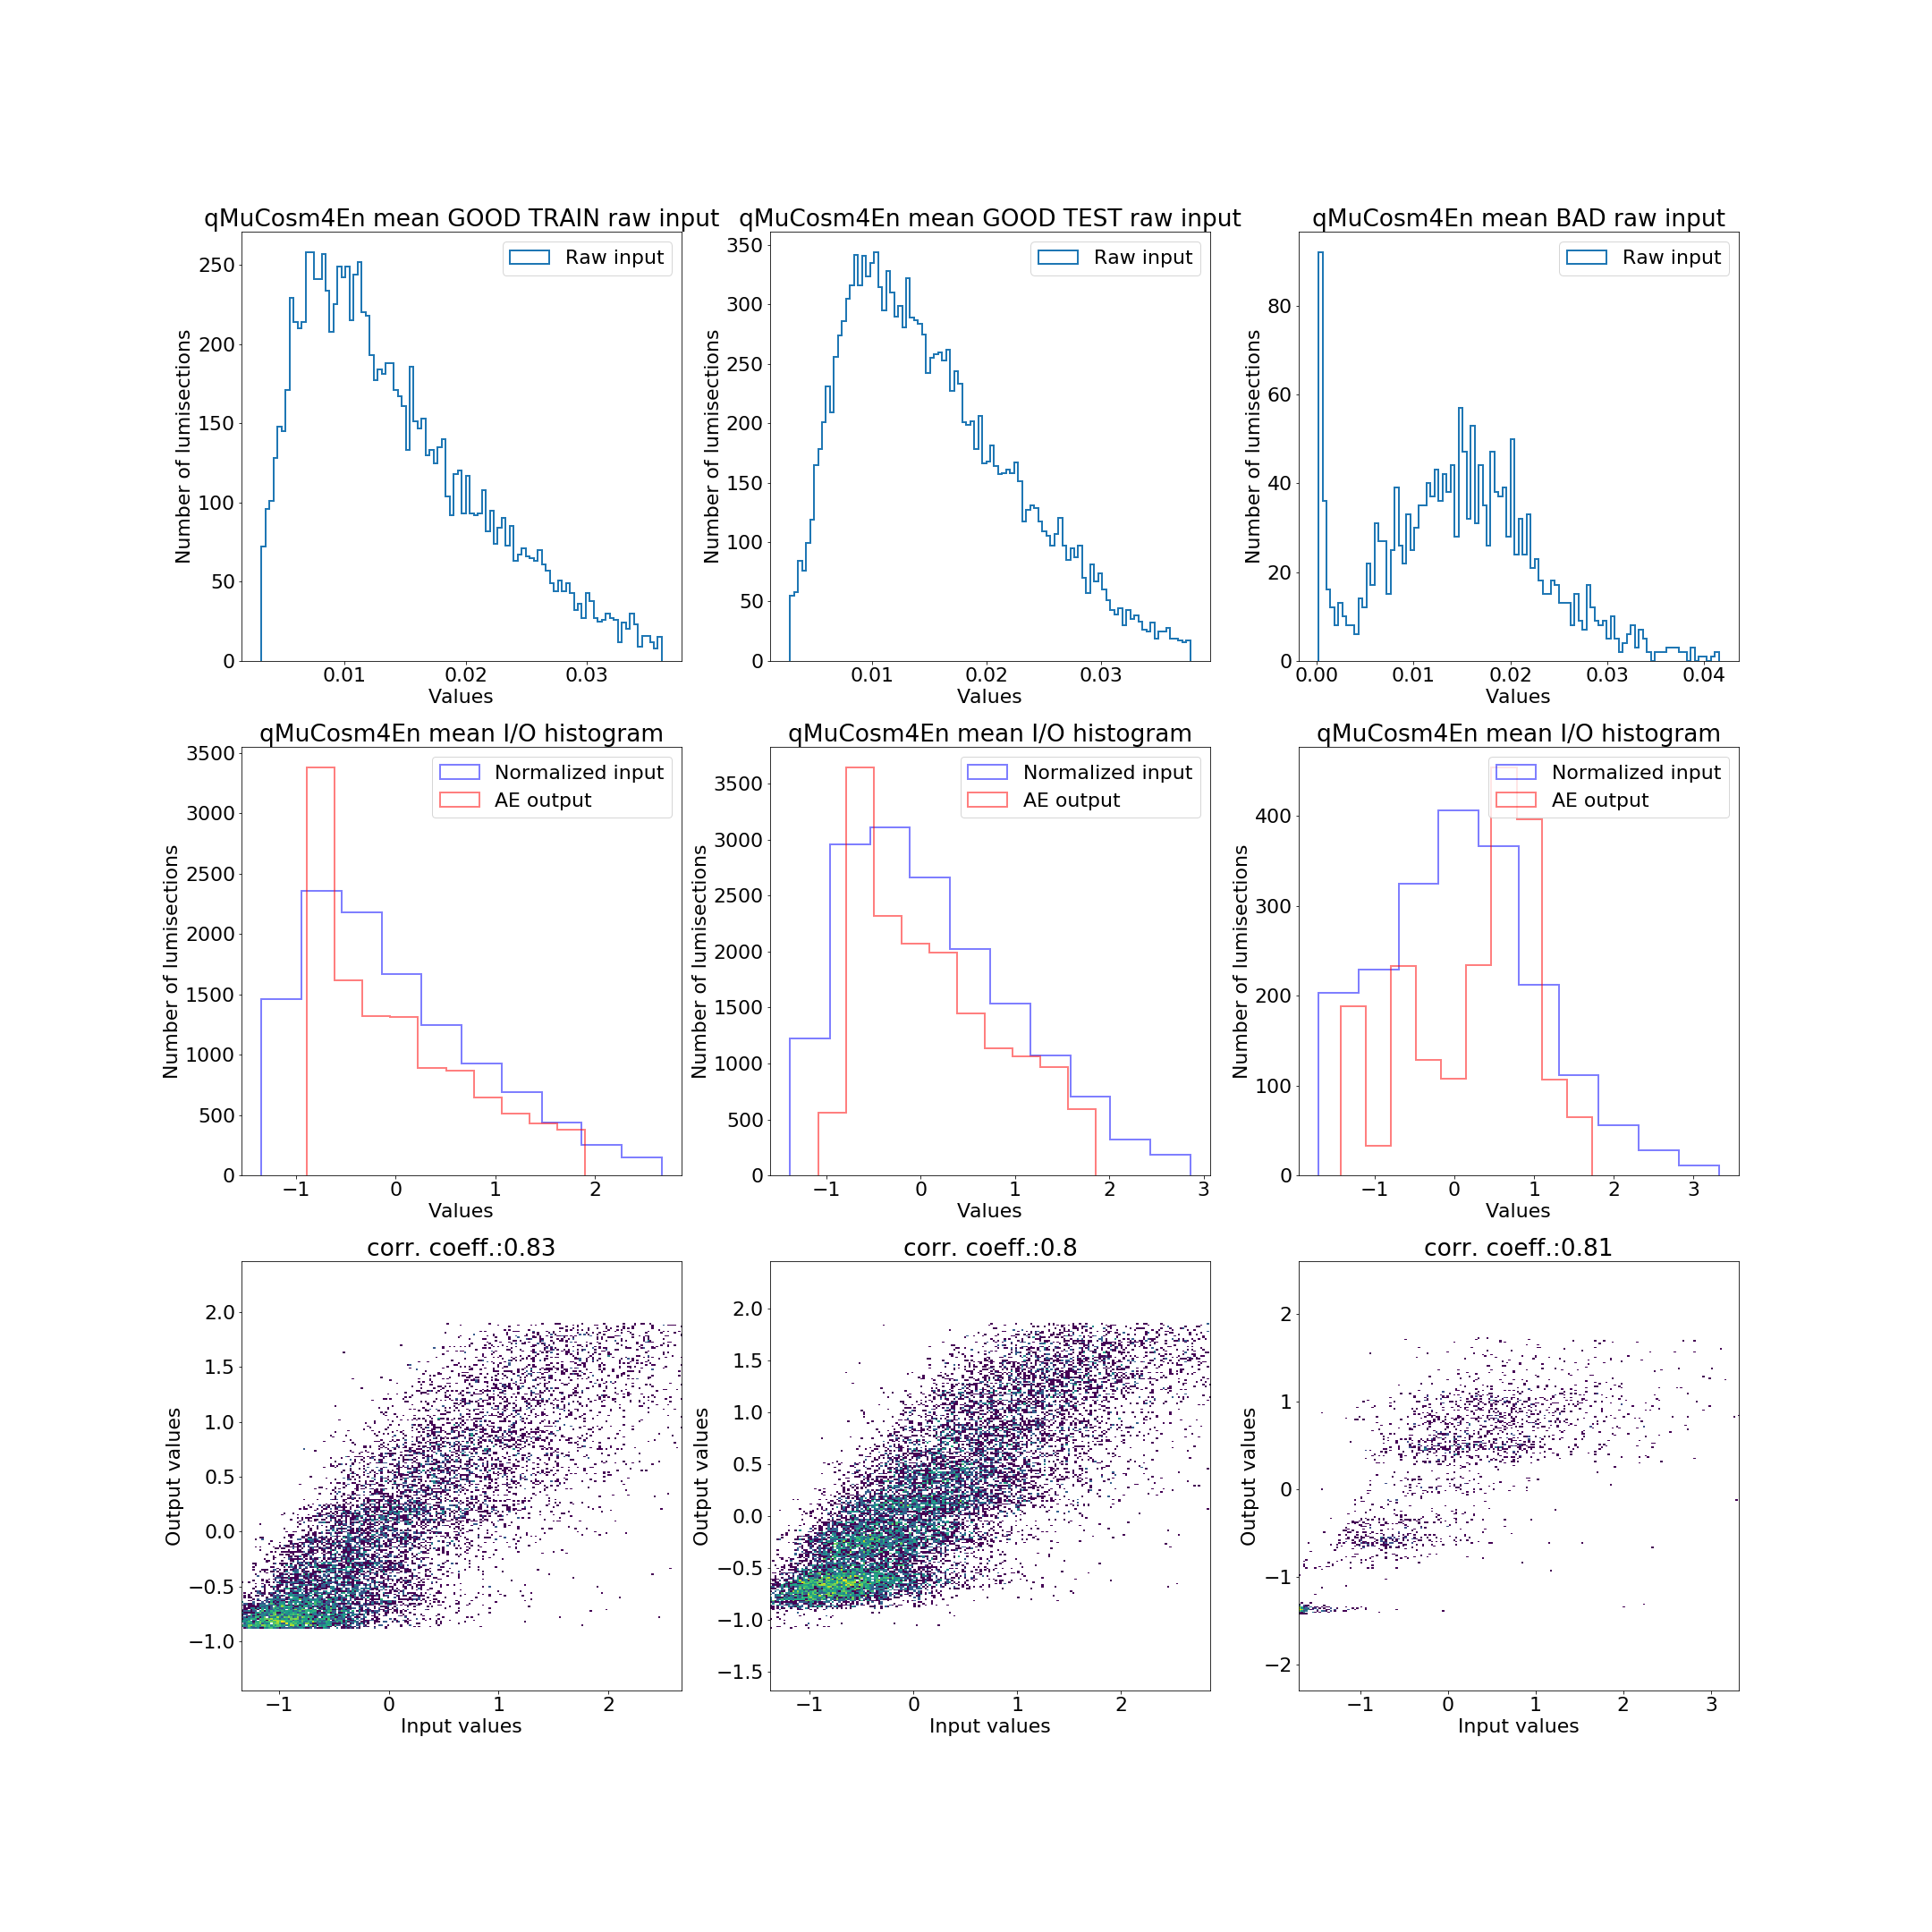 qMuCosm4En mean GOOD TRAIN raw input
Raw input
Number of lumisections
250
200
150
100
50
0
0.01 0.02 0.03
Values
qMuCosm4En mean GOOD TEST raw input
Raw input
Number of lumisections
350
300
250
200
150
100
50
0
0.01 0.02 0.03
Values
qMuCosm4En mean BAD raw input
Raw input
Number of lumisections
80
60
40
20
0
0.00 0.01 0.02 0.03 0.04
Values
qMuCosm4En mean I/O histogram
Normalized input
AE output
Number of lumisections
3500
3000
2500
2000
1500
1000
500
0
−1 0 1 2
Values
qMuCosm4En mean I/O histogram
Normalized input
AE output
Number of lumisections
3500
3000
2500
2000
1500
1000
500
0
−1 0 1 2 3
Values
qMuCosm4En mean I/O histogram
Normalized input
AE output
Number of lumisections
400
300
200
100
0
−1 0 1 2 3
Values
corr. coeff.:0.83
Output values
2.0
1.5
1.0
0.5
0.0
−0.5
−1.0
−1 0 1 2
Input values
corr. coeff.:0.8
Output values
2.0
1.5
1.0
0.5
0.0
−0.5
−1.0
−1.5
−1 0 1 2
Input values
corr. coeff.:0.81
Output values
2
1
0
−1
−2
−1 0 1 2 3
Input values